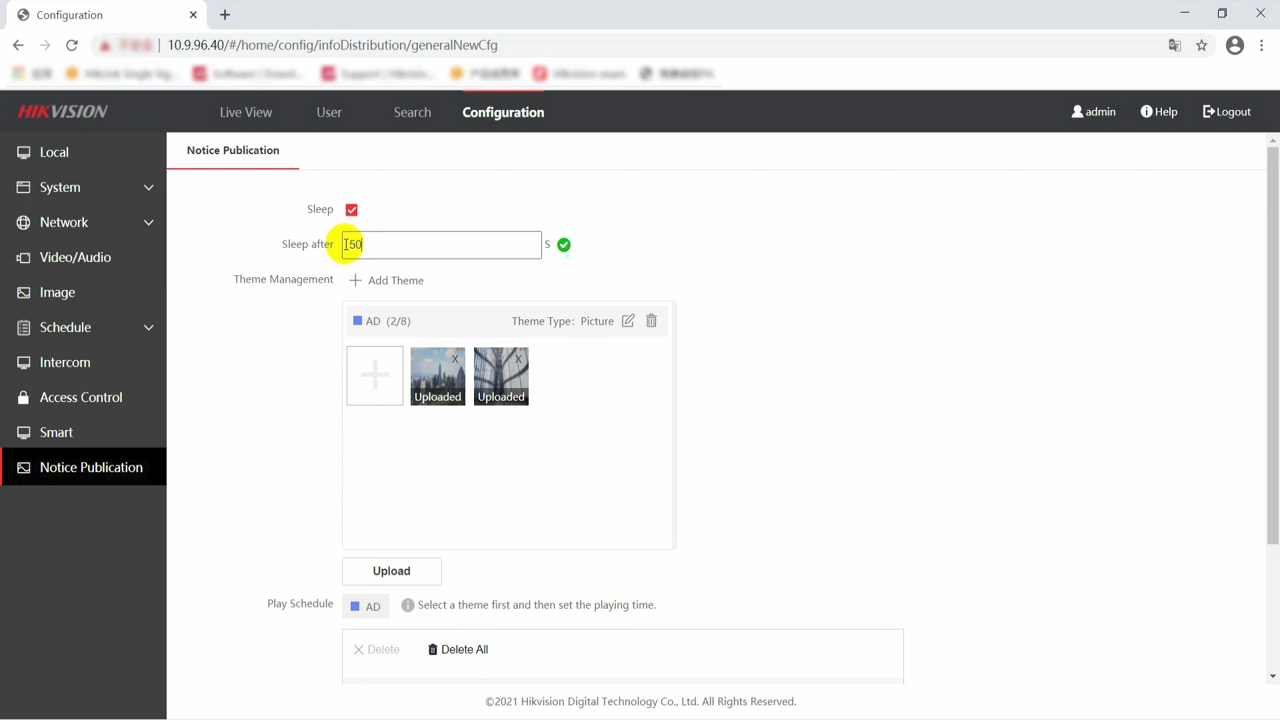 Configuration
10.9.96.40/#/home/config/infoDistribution/generalNewCfg
HIKVISION
Live View
User
Search
Configuration
admin
Help
Logout
Local
System
Network
Video/Audio
Image
Schedule
Intercom
Access Control
Smart
Notice Publication
Notice Publication
Sleep
Sleep after
50
S
Theme Management
Add Theme
AD (2/8)
Theme Type: Picture
X
X
Uploaded
Uploaded
Upload
Play Schedule
AD
Select a theme first and then set the playing time.
Delete
Delete All
©2021 Hikvision Digital Technology Co., Ltd. All Rights Reserved.